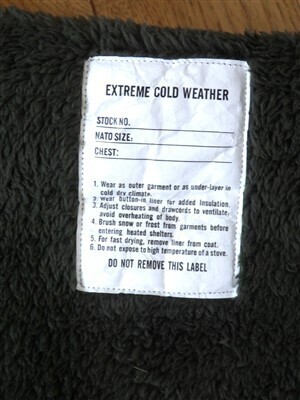 EXTREME COLD WEATHER
STOCK NO.
NATO SIZE:
CHEST:
1. Wear as outer garment or as under-layer in
cold dry climate.
2. Wear button-in liner for added insulation.
3. Adjust closures and drawcords to ventilate,
avoid overheating of body.
4. Brush snow or frost from garments before
entering heated shelters.
5. For fast drying, remove liner from coat.
6. Do not expose to high temperature of a stove.
DO NOT REMOVE THIS LABEL